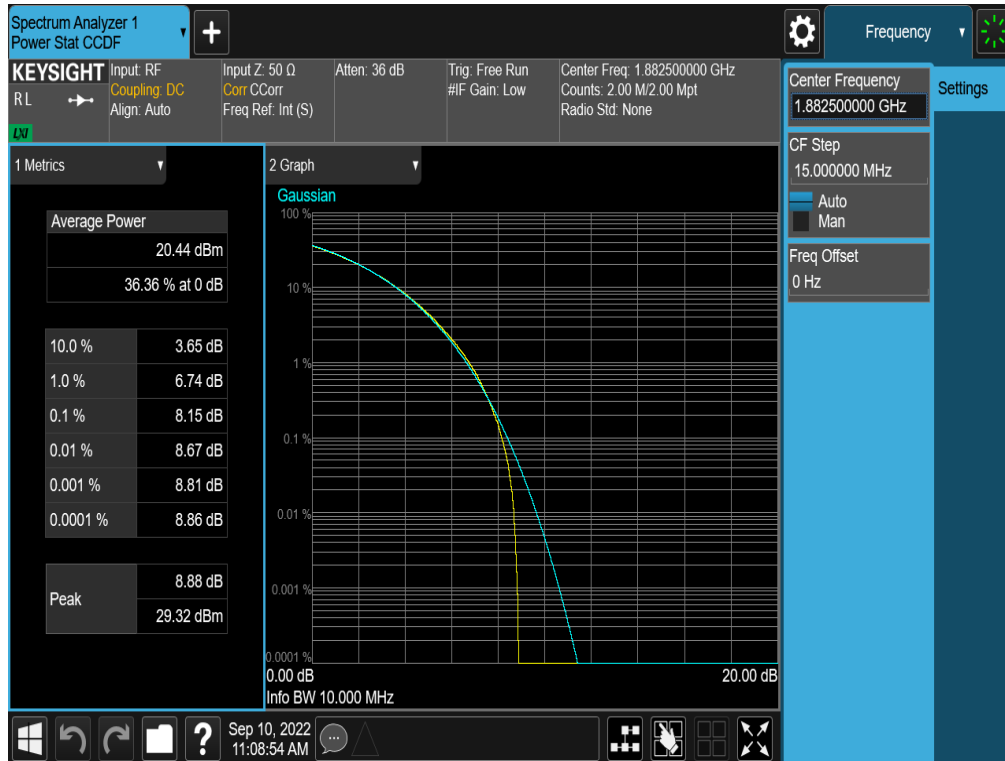 Spectrum Analyzer 1
Power Stat CCDF
+
Frequency
KEYSIGHT
RL
LXI
Input: RF
Coupling: DC
Align: Auto
Input Z: 50 Ω
Corr CCorr
Freq Ref: Int (S)
Atten: 36 dB
Trig: Free Run
#IF Gain: Low
Center Freq: 1.882500000 GHz
Counts: 2.00 M/2.00 Mpt
Radio Std: None
Center Frequency
1.882500000 GHz
Settings
CF Step
15.000000 MHz
Auto
Man
Freq Offset
0 Hz
1 Metrics
Average Power
20.44 dBm
36.36 % at 0 dB
10.0 % 3.65 dB
1.0 % 6.74 dB
0.1 % 8.15 dB
0.01 % 8.67 dB
0.001 % 8.81 dB
0.0001 % 8.86 dB
Peak
8.88 dB
29.32 dBm
2 Graph
Gaussian
100 %
10 %
1 %
0.1 %
0.01 %
0.001 %
0.0001 %
0.00 dB 20.00 dB
Info BW 10.000 MHz
?
Sep 10, 2022
11:08:54 AM